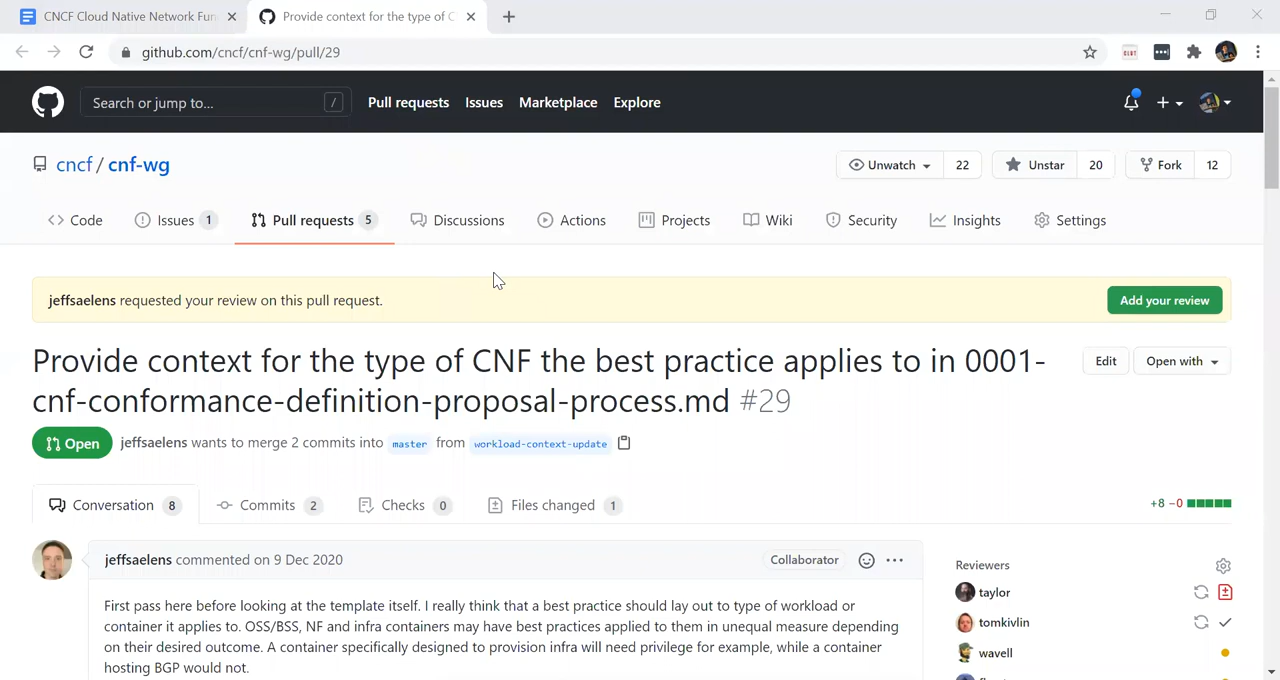 CNCF Cloud Native Network Fun
Provide context for the type of C
github.com/cncf/cnf-wg/pull/29
CLBT
Search or jump to... /
Pull requests Issues Marketplace Explore
cncf / cnf-wg
Unwatch 22 Unstar 20 Fork 12
Code Issues 1 Pull requests 5 Discussions Actions Projects Wiki Security Insights Settings
jeffsaelens requested your review on this pull request. Add your review
Provide context for the type of CNF the best practice applies to in 0001-
cnf-conformance-definition-proposal-process.md #29
Edit Open with
Open jeffsaelens wants to merge 2 commits into master from workload-context-update
Conversation 8 Commits 2 Checks 0 Files changed 1 +8 −0
jeffsaelens commented on 9 Dec 2020 Collaborator
First pass here before looking at the template itself. I really think that a best practice should lay out to type of workload or
container it applies to. OSS/BSS, NF and infra containers may have best practices applied to them in unequal measure depending
on their desired outcome. A container specifically designed to provision infra will need privilege for example, while a container
hosting BGP would not.
Reviewers
taylor
tomkivlin
wavell